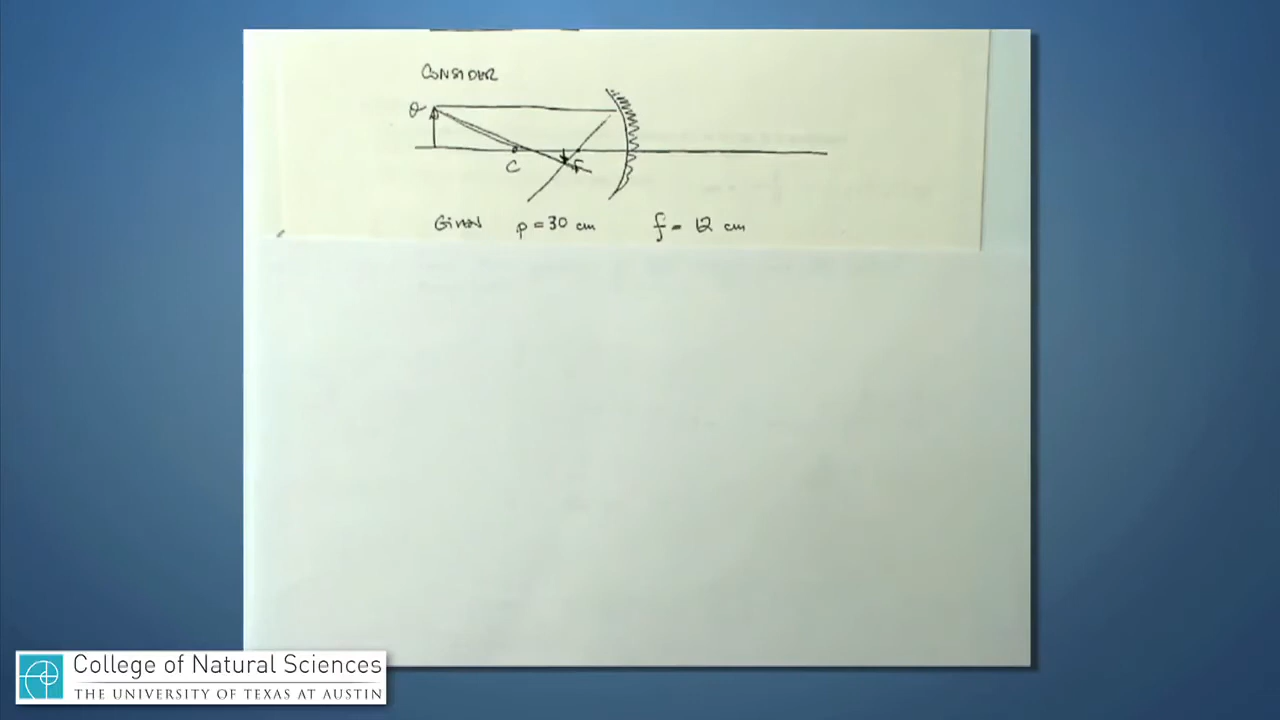 CONSIDER
O
C
F
GIVEN p = 30 cm f = 12 cm
College of Natural Sciences
THE UNIVERSITY OF TEXAS AT AUSTIN